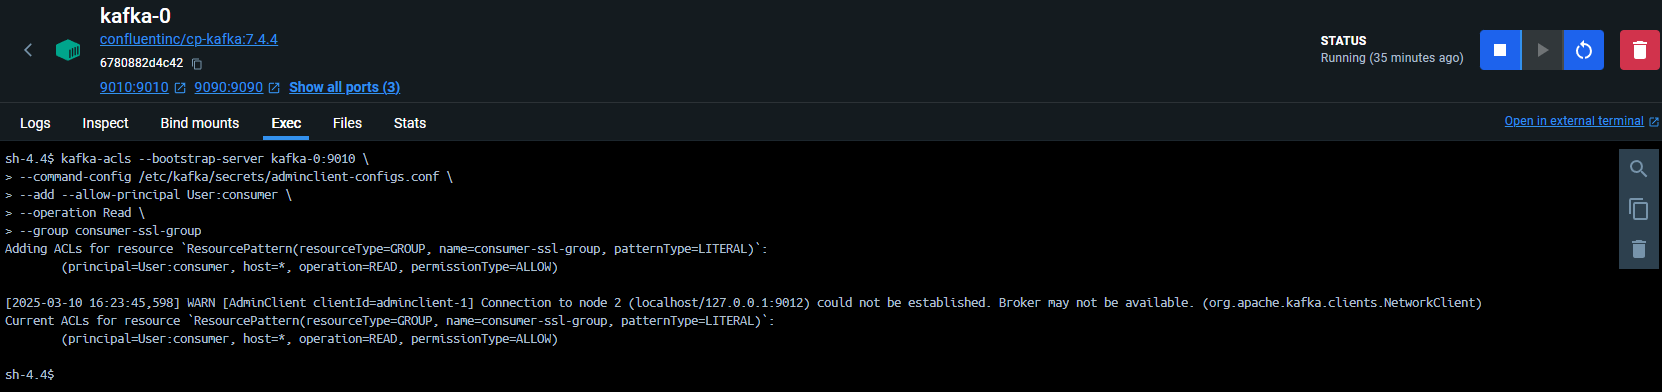 kafka-0
confluentinc/cp-kafka:7.4.4
6780882d4c42
9010:9010 9090:9090 Show all ports (3)
STATUS
Running (35 minutes ago)
Logs Inspect Bind mounts Exec Files Stats
Open in external terminal
sh-4.4$ kafka-acls --bootstrap-server kafka-0:9010 \
> --command-config /etc/kafka/secrets/adminclient-configs.conf \
> --add --allow-principal User:consumer \
> --operation Read \
> --group consumer-ssl-group
Adding ACLs for resource `ResourcePattern(resourceType=GROUP, name=consumer-ssl-group, patternType=LITERAL)`:
(principal=User:consumer, host=*, operation=READ, permissionType=ALLOW)
[2025-03-10 16:23:45,598] WARN [AdminClient clientId=adminclient-1] Connection to node 2 (localhost/127.0.0.1:9012) could not be established. Broker may not be available. (org.apache.kafka.clients.NetworkClient)
Current ACLs for resource `ResourcePattern(resourceType=GROUP, name=consumer-ssl-group, patternType=LITERAL)`:
(principal=User:consumer, host=*, operation=READ, permissionType=ALLOW)
sh-4.4$